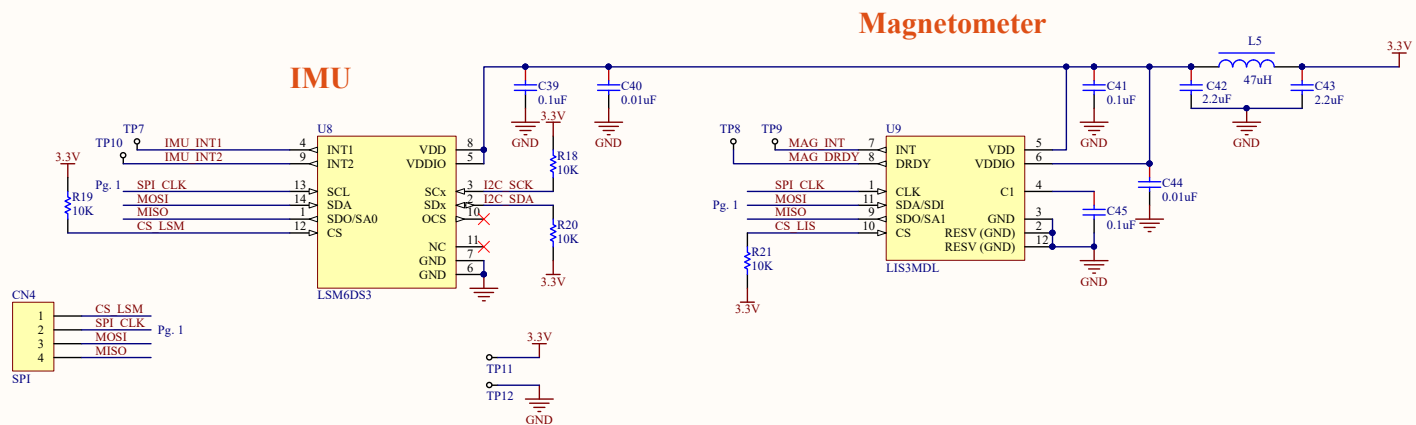 Magnetometer
IMU
3.3V
L5
47uH
C39
0.1uF
GND
C40
0.01uF
GND
C41
0.1uF
GND
C42
2.2uF
C43
2.2uF
GND
TP7
TP10
IMU_INT1
IMU_INT2
3.3V
R19
10K
Pg. 1
SPI_CLK
MOSI
MISO
CS_LSM
U8
4 INT1 VDD 8
9 INT2 VDDIO 5
13 SCL SCx 3 I2C_SCK
14 SDA SDx 2 I2C_SDA
1 SDO/SA0 OCS 10
12 CS
NC 11
GND 7
GND 6
LSM6DS3
3.3V
R18
10K
R20
10K
3.3V
TP8
TP9
MAG_INT
MAG_DRDY
SPI_CLK
Pg. 1
MOSI
MISO
CS_LIS
R21
10K
3.3V
U9
7 INT VDD 5
8 DRDY VDDIO 6
1 CLK C1 4
11 SDA/SDI
9 SDO/SA1 GND 3
10 CS RESV (GND) 2
RESV (GND) 12
LIS3MDL
C44
0.01uF
C45
0.1uF
GND
CN4
1 CS_LSM
2 SPI_CLK Pg. 1
3 MOSI
4 MISO
SPI
3.3V
TP11
TP12
GND